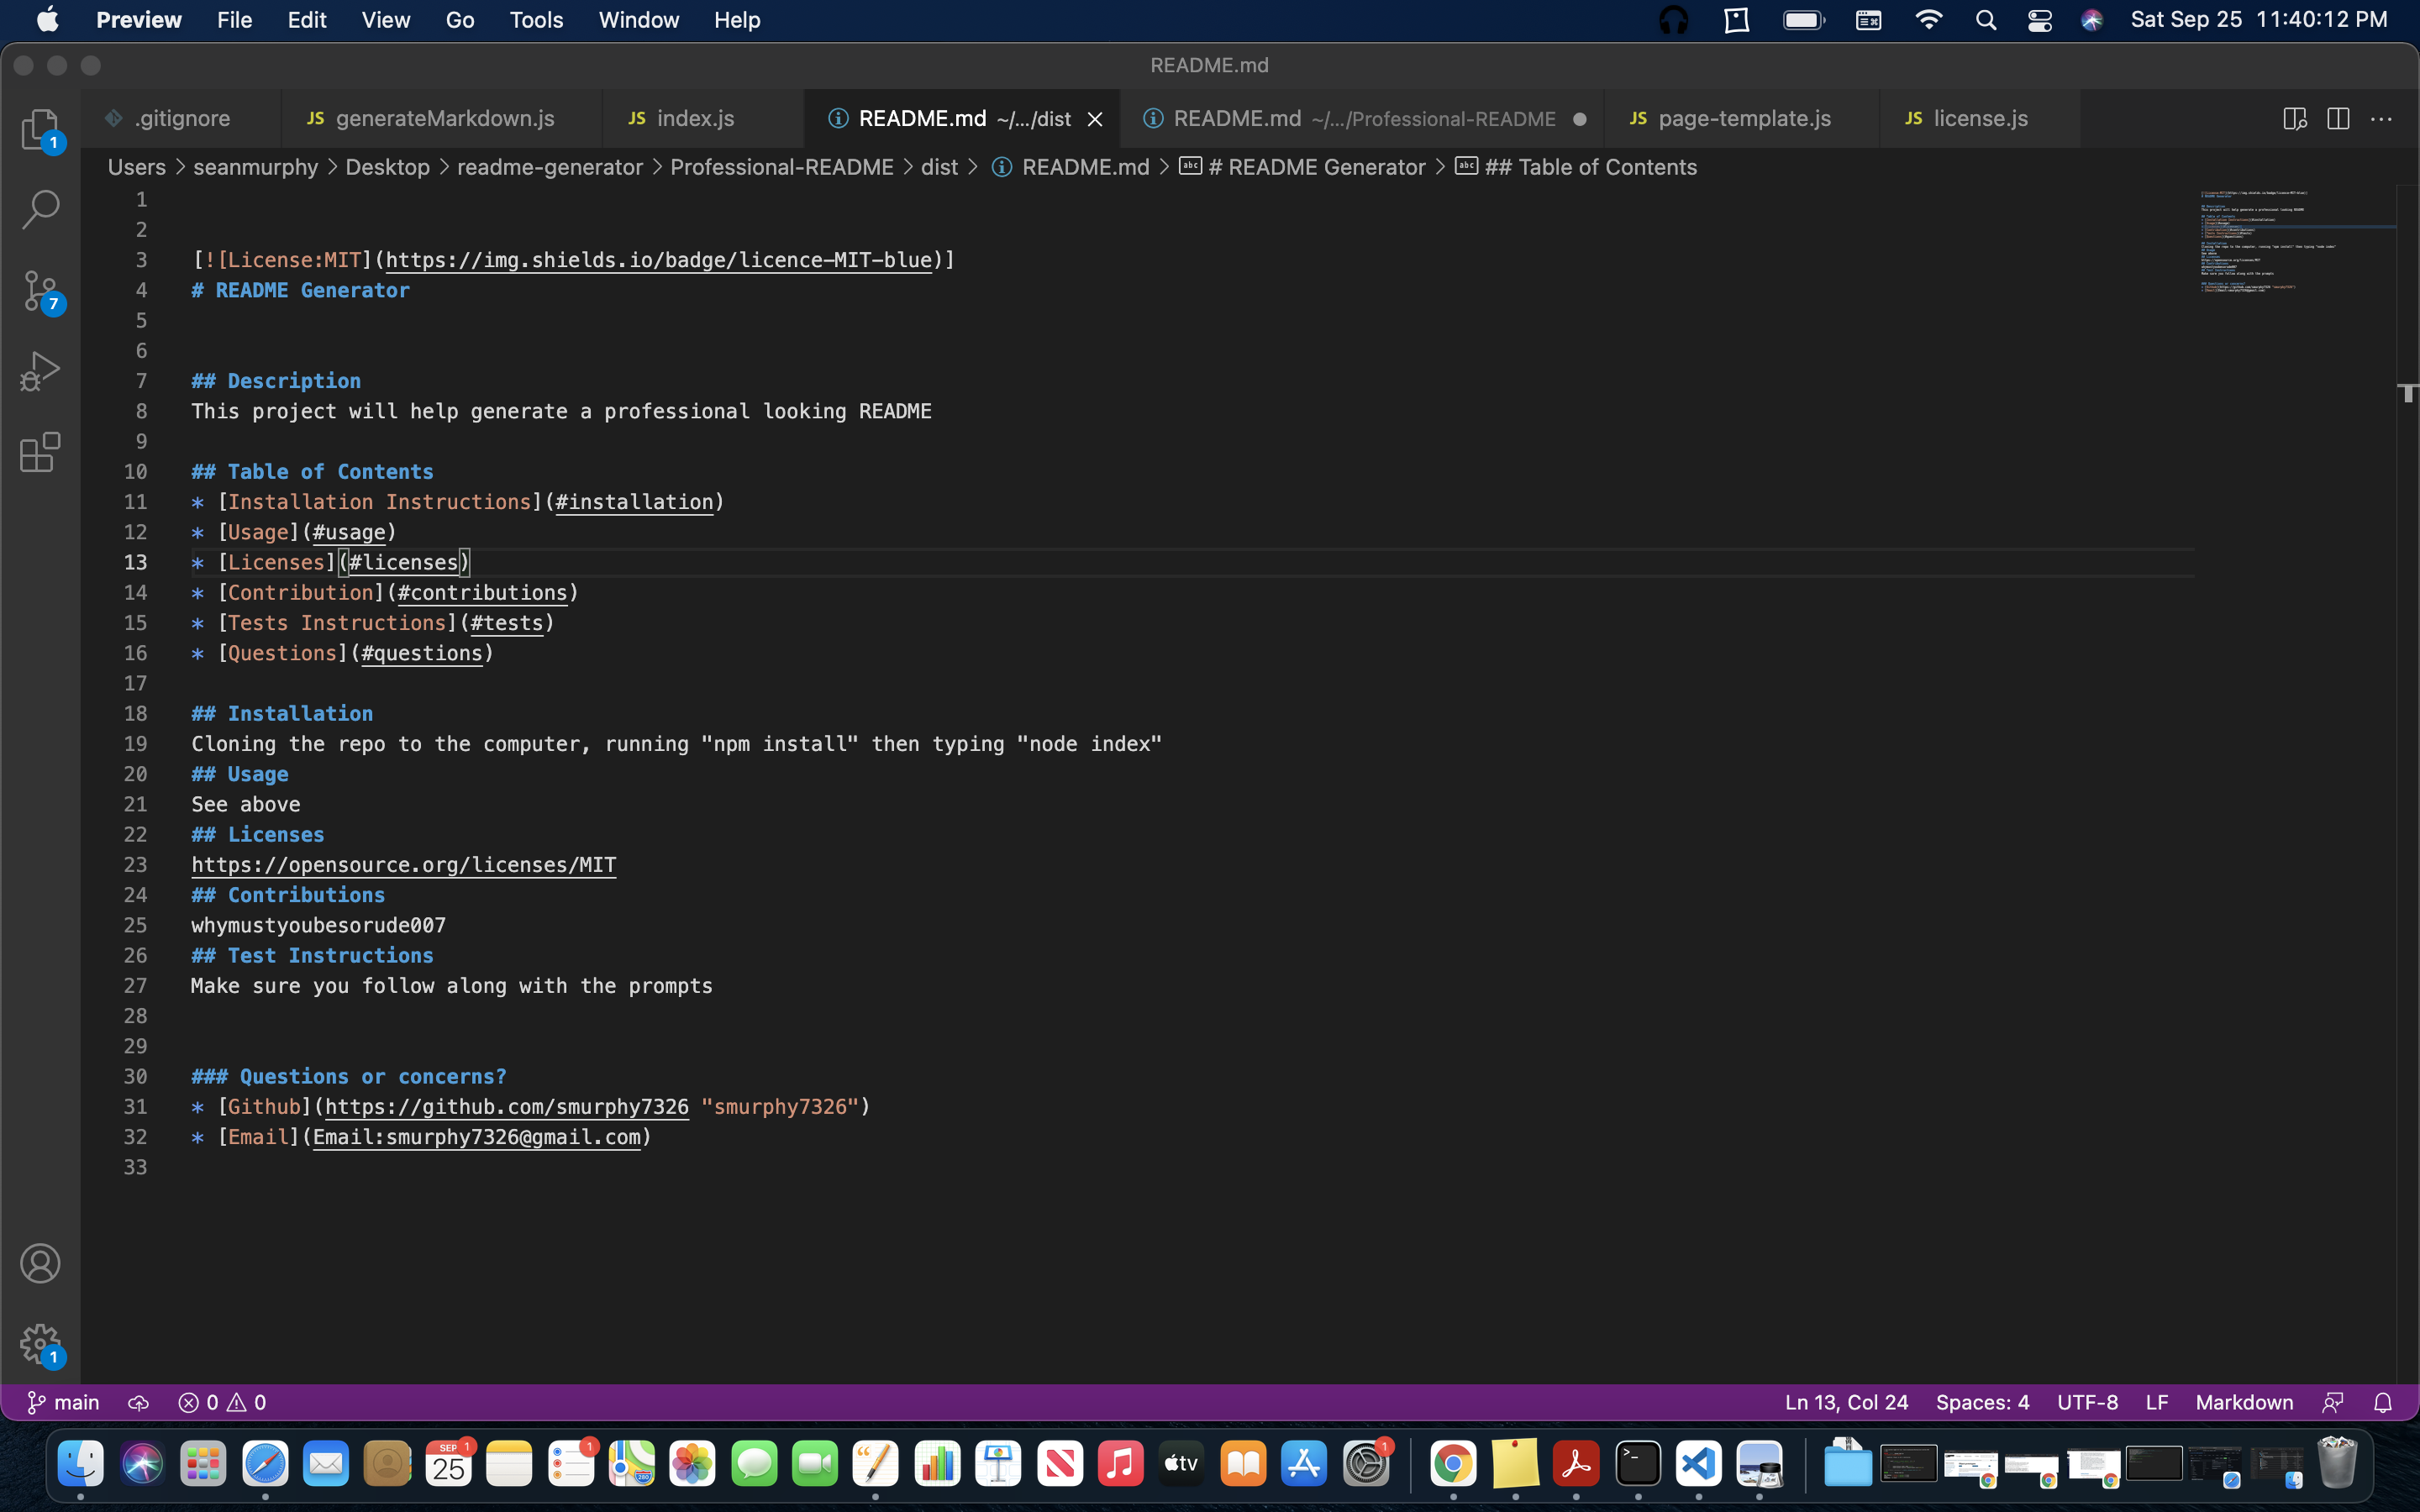 Preview File Edit View Go Tools Window Help Sat Sep 25 11:40:12 PM
README.md
.gitignore JS generateMarkdown.js JS index.js README.md ~/.../dist README.md ~/.../Professional-README JS page-template.js JS license.js
Users > seanmurphy > Desktop > readme-generator > Professional-README > dist > README.md > abc # README Generator > abc ## Table of Contents
1
2
3 [![License:MIT](https://img.shields.io/badge/licence-MIT-blue)]
4 # README Generator
5
6
7 ## Description
8 This project will help generate a professional looking README
9
10 ## Table of Contents
11 * [Installation Instructions](#installation)
12 * [Usage](#usage)
13 * [Licenses](#licenses)
14 * [Contribution](#contributions)
15 * [Tests Instructions](#tests)
16 * [Questions](#questions)
17
18 ## Installation
19 Cloning the repo to the computer, running "npm install" then typing "node index"
20 ## Usage
21 See above
22 ## Licenses
23 https://opensource.org/licenses/MIT
24 ## Contributions
25 whymustyoubesorude007
26 ## Test Instructions
27 Make sure you follow along with the prompts
28
29
30 ### Questions or concerns?
31 * [Github](https://github.com/smurphy7326 "smurphy7326")
32 * [Email](Email:smurphy7326@gmail.com)
33
1
7
1
main 0 0 Ln 13, Col 24 Spaces: 4 UTF-8 LF Markdown
SEP 25 1 1 280 tv 1